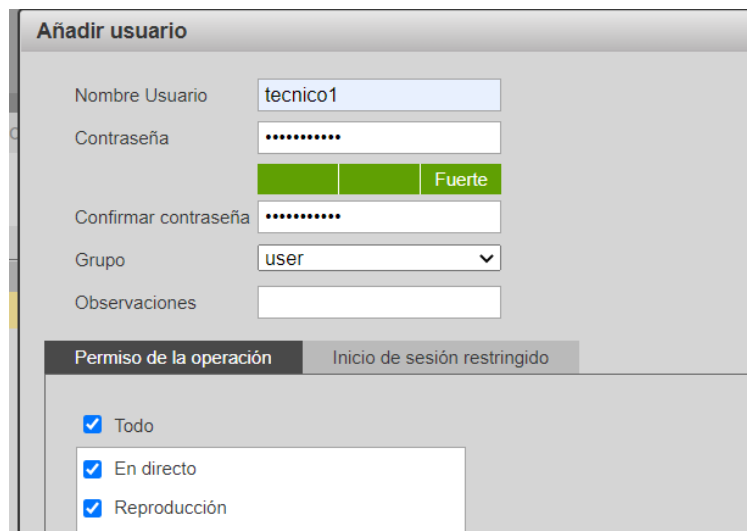 Añadir usuario
Nombre Usuario tecnico1
Contraseña •••••••••••
Fuerte
Confirmar contraseña •••••••••••
Grupo user
Observaciones
Permiso de la operación Inicio de sesión restringido
Todo
En directo
Reproducción